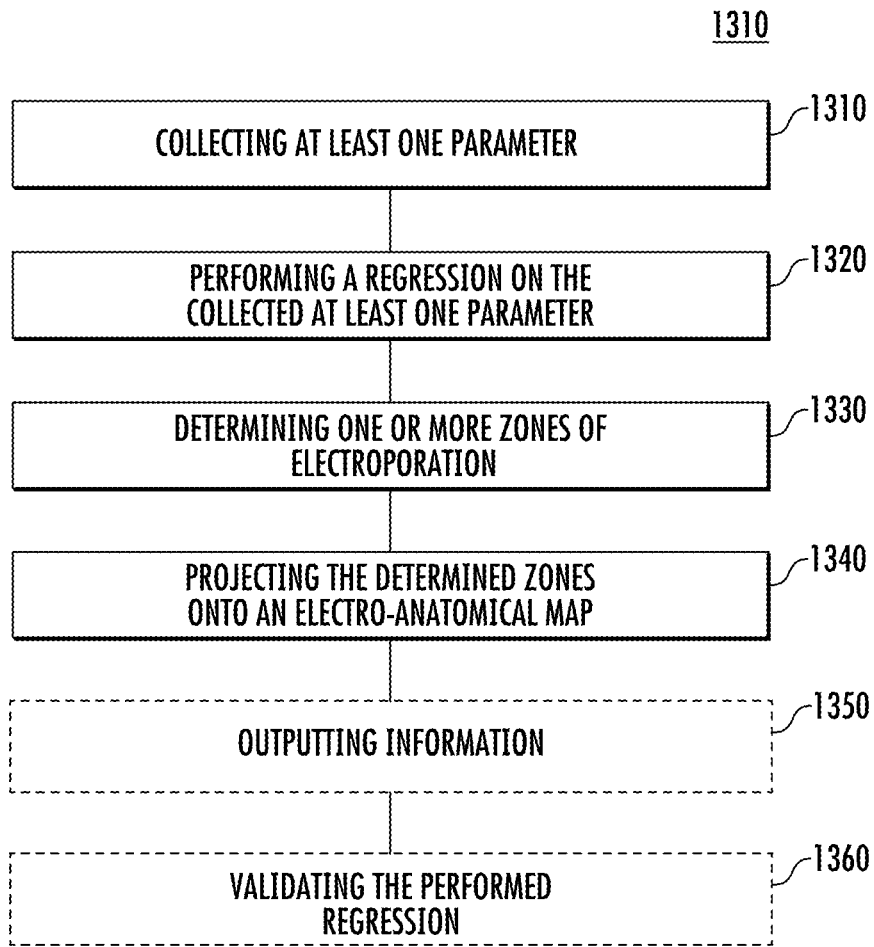 1310
COLLECTING AT LEAST ONE PARAMETER
1310
PERFORMING A REGRESSION ON THE
COLLECTED AT LEAST ONE PARAMETER
1320
DETERMINING ONE OR MORE ZONES OF
ELECTROPORATION
1330
PROJECTING THE DETERMINED ZONES
ONTO AN ELECTRO-ANATOMICAL MAP
1340
OUTPUTTING INFORMATION
1350
VALIDATING THE PERFORMED
REGRESSION
1360